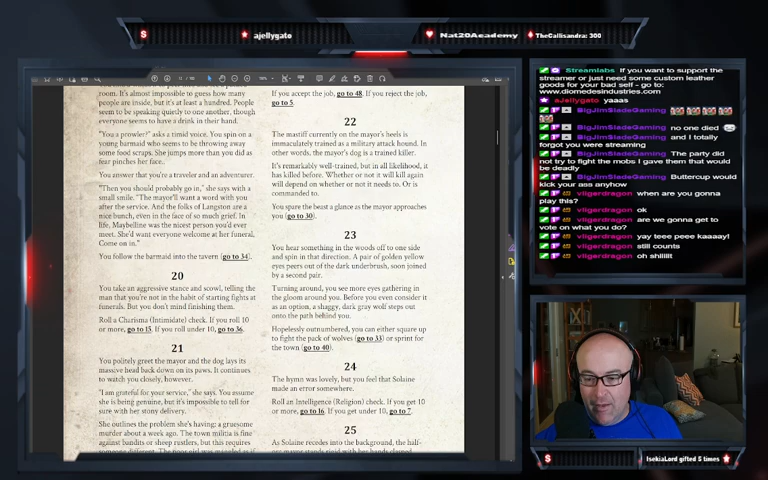 ajellygato
Nat20Academy
TheCallisandra: 300
room. It's almost impossible to guess how many
people are inside, but it's at least a hundred. People
seem to be speaking quietly to one another, though
everyone seems to have a drink in their hand.
"You a prowler?" asks a timid voice. You spin on a
young barmaid who seems to be throwing away
some food scraps. She jumps more than you did as
fear pinches her face.
You answer that you're a traveler and an adventurer.
"Then you should probably go in," she says with a
small smile. "The mayor'll want a word with you
after the service. And the folks of Langston are a
nice bunch, even in the face of so much grief. In
life, Maybelline was the nicest person you'd ever
meet. She'd want everyone welcome at her funeral.
Come on in."
You follow the barmaid into the tavern (go to 34).
20
You take an aggressive stance and scowl, telling the
man that you're not in the habit of starting fights at
funerals. But you don't mind finishing them.
Roll a Charisma (Intimidate) check. If you roll 10
or more, go to 15. If you roll under 10, go to 36.
21
You politely greet the mayor and the dog lays its
massive head back down on its paws. It continues
to watch you closely, however.
"I am grateful for your service," she says. You assume
she is being genuine, but it's impossible to tell for
sure with her stony delivery.
She outlines the problem she's having: a gruesome
murder about a week ago. The town militia is fine
against bandits or sheep rustlers, but this requires
If you accept the job, go to 48. If you reject the job,
go to 5.
22
The mastiff currently on the mayor's heels is
immaculately trained as a military attack hound. In
other words, the mayor's dog is a trained killer.
It's remarkably well-trained, but in all likelihood, it
has killed before. Whether or not it will kill again
will depend on whether or not it needs to. Or is
commanded to.
You spare the beast a glance as the mayor approaches
you (go to 30).
23
You hear something in the woods off to one side
and spin in that direction. A pair of golden yellow
eyes peers out of the dark underbrush, soon joined
by a second pair.
Turning around, you see more eyes gathering in
the gloom around you. Before you even consider it
as an option, a shaggy, dark gray wolf steps out
onto the path behind you.
Hopelessly outnumbered, you can either square up
to fight the pack of wolves (go to 33) or sprint for
the town (go to 40).
24
The hymn was lovely, but you feel that Solaine
made an error somewhere.
Roll an Intelligence (Religion) check. If you get 10
or more, go to 16. If you get under 10, go to 7.
25
As Solaine recedes into the background, the half-
Streamlabs If you want to support the
streamer or just need some custom leather
goods for your bad self - go to:
www.diomedesindustries.com
ajellygato yaaas
BigJimSladeGaming
BigJimSladeGaming no one died
BigJimSladeGaming and I totally
forgot you were streaming
BigJimSladeGaming The party did
not try to fight the mobs I gave them that would
be deadly
BigJimSladeGaming Buttercup would
kick your ass anyhow
vligerdragon when are you gonna
play this?
vligerdragon ok
vligerdragon are we gonna get to
vote on what you do?
vligerdragon yay teee peee kaaaay!
vligerdragon still counts
vligerdragon oh shiiiiit
IsekiaLord gifted 5 times